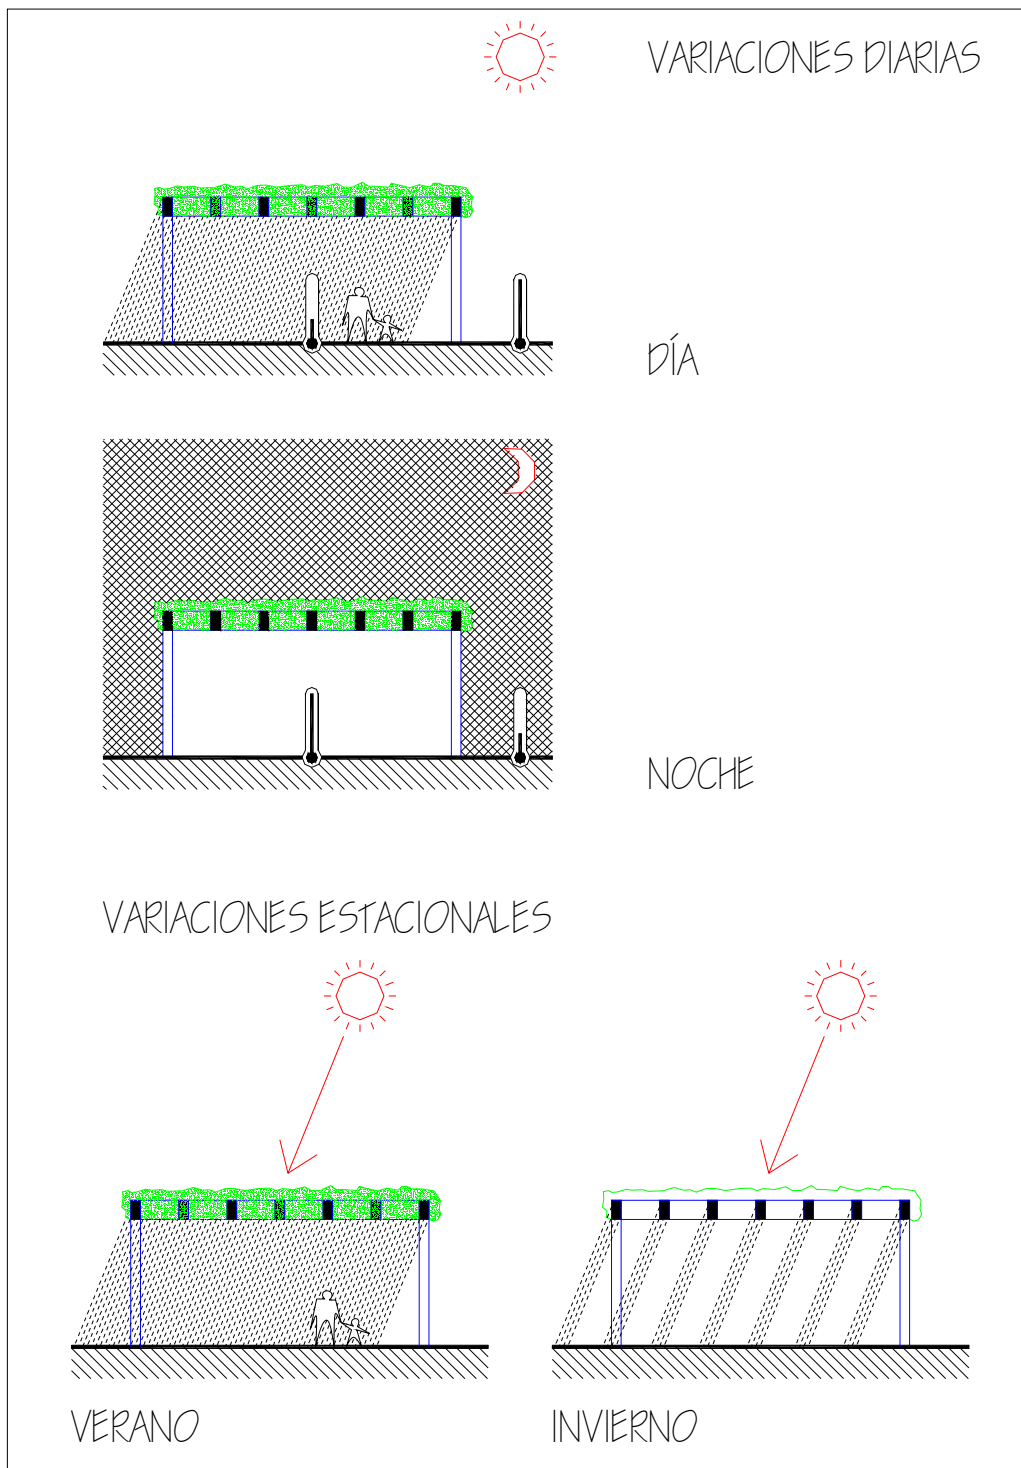 VARIACIONES DIARIAS
DÍA
NOCHE
VARIACIONES ESTACIONALES
VERANO
INVIERNO